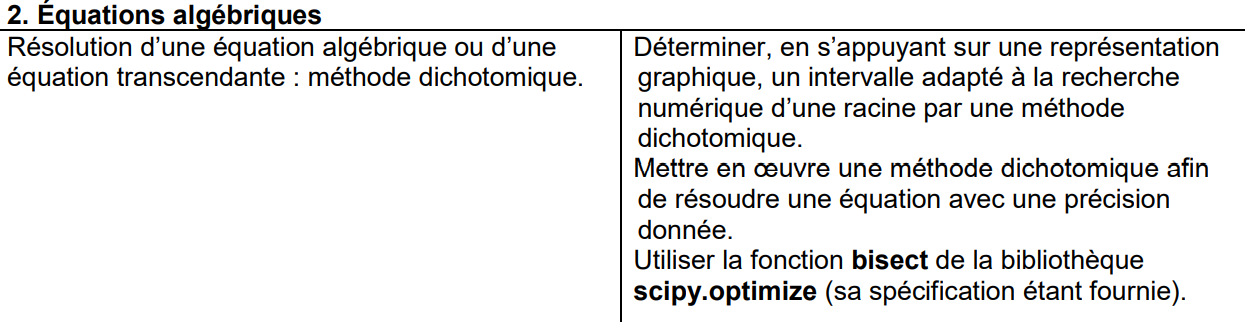 2. Équations algébriques
Résolution d’une équation algébrique ou d’une
équation transcendante : méthode dichotomique.
Déterminer, en s’appuyant sur une représentation
graphique, un intervalle adapté à la recherche
numérique d’une racine par une méthode
dichotomique.
Mettre en œuvre une méthode dichotomique afin
de résoudre une équation avec une précision
donnée.
Utiliser la fonction bisect de la bibliothèque
scipy.optimize (sa spécification étant fournie).